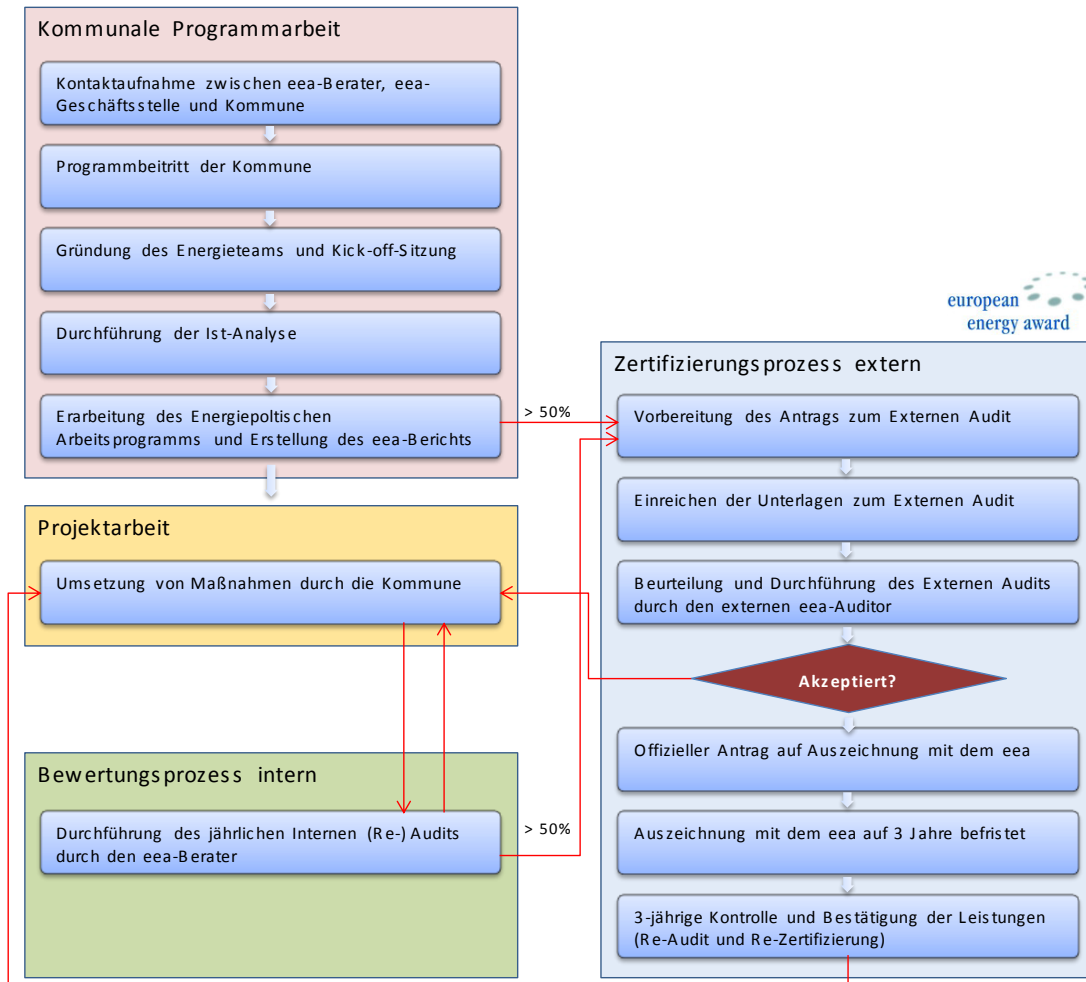 Kommunale Programmarbeit
Kontaktaufnahme zwischen eea-Berater, eea-
Geschäftsstelle und Kommune
Programmbeitritt der Kommune
Gründung des Energieteams und Kick-off-Sitzung
Durchführung der Ist-Analyse
Erarbeitung des Energiepoltischen
Arbeitsprogramms und Erstellung des eea-Berichts
> 50%
Projektarbeit
Umsetzung von Maßnahmen durch die Kommune
Bewertungsprozess intern
Durchführung des jährlichen Internen (Re-) Audits
durch den eea-Berater
> 50%
european
energy award
Zertifizierungsprozess extern
Vorbereitung des Antrags zum Externen Audit
Einreichen der Unterlagen zum Externen Audit
Beurteilung und Durchführung des Externen Audits
durch den externen eea-Auditor
Akzeptiert?
Offizieller Antrag auf Auszeichnung mit dem eea
Auszeichnung mit dem eea auf 3 Jahre befristet
3-jährige Kontrolle und Bestätigung der Leistungen
(Re-Audit und Re-Zertifizierung)